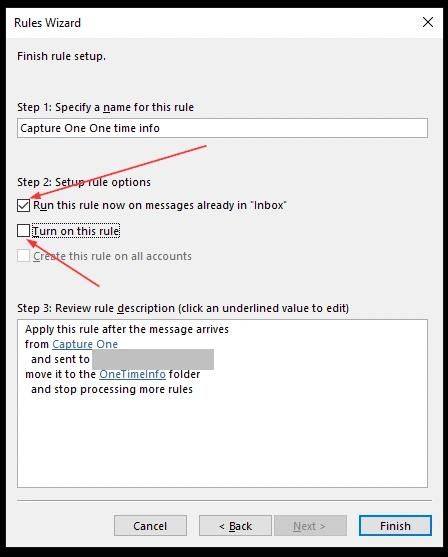 Rules Wizard
Finish rule setup.
Step 1: Specify a name for this rule
Capture One One time info
Step 2: Setup rule options
Run this rule now on messages already in "Inbox"
Turn on this rule
Create this rule on all accounts
Step 3: Review rule description (click an underlined value to edit)
Apply this rule after the message arrives
from Capture One
and sent to
move it to the OneTimeInfo folder
and stop processing more rules
Cancel
< Back
Next >
Finish